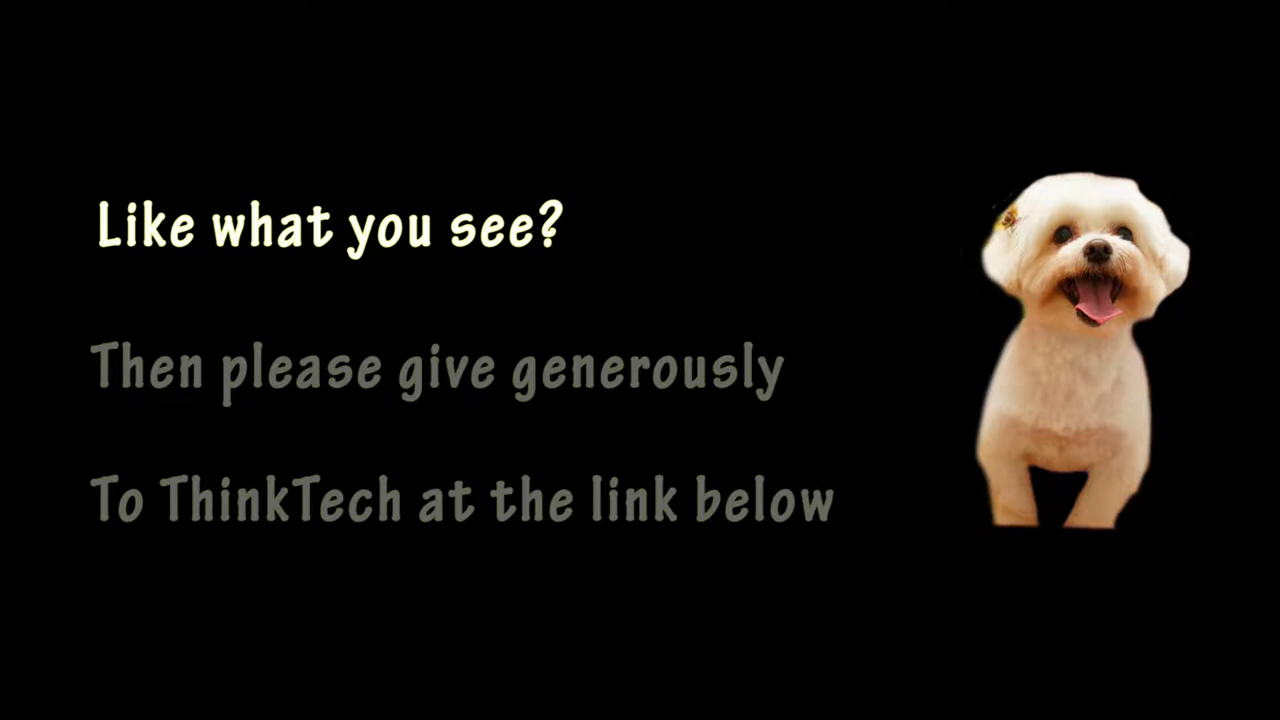 Like what you see?
Then please give generously
To ThinkTech at the link below